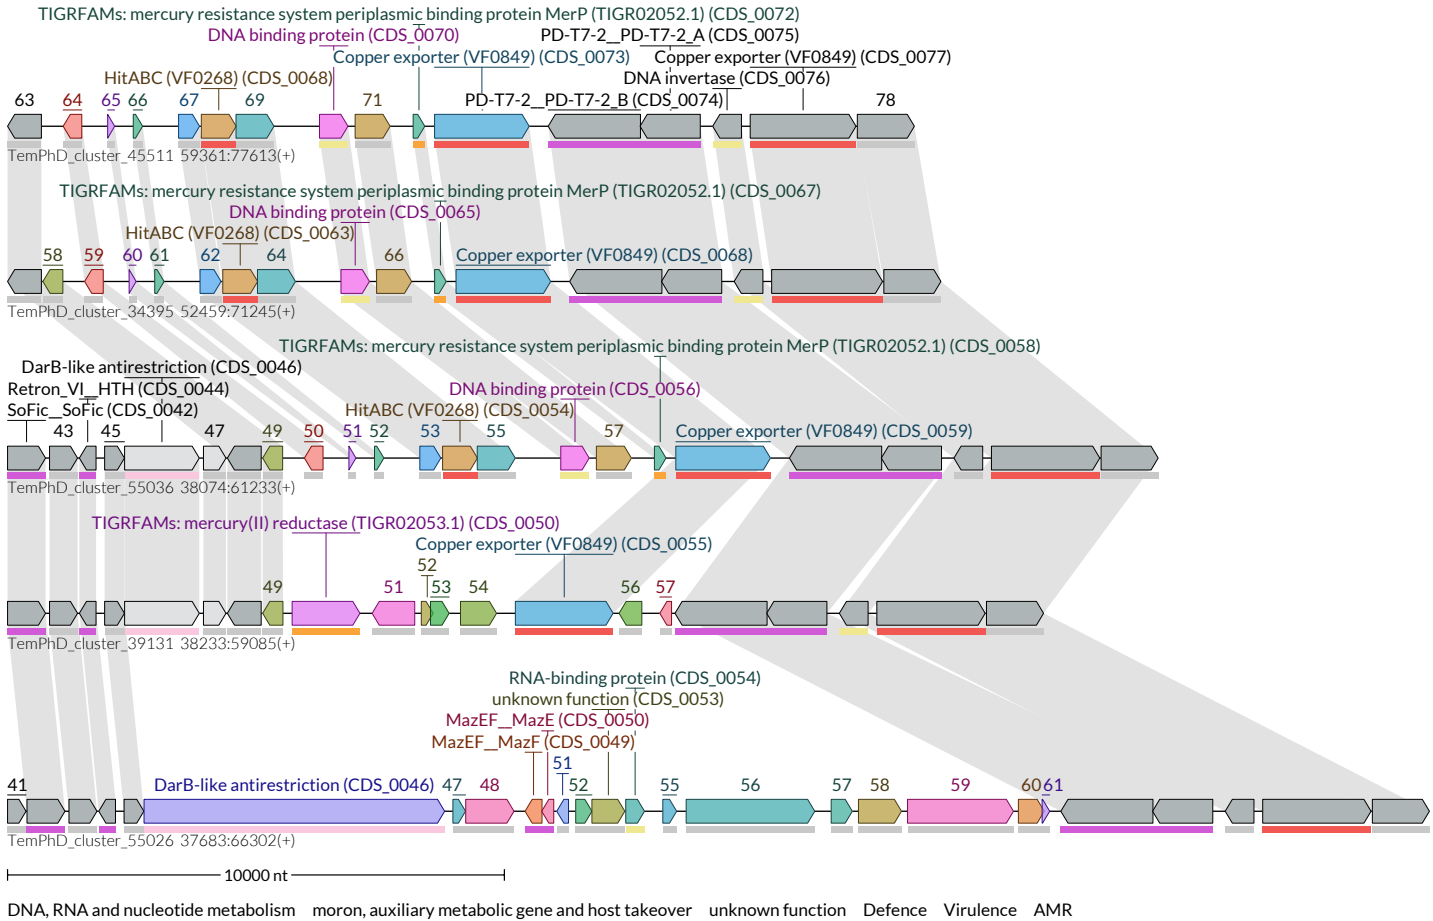 TIGRFAMs: mercury resistance system periplasmic binding protein MerP (TIGR02052.1) (CDS_0072)
DNA binding protein (CDS_0070) PD-T7-2__PD-T7-2_A (CDS_0075)
Copper exporter (VF0849) (CDS_0073) Copper exporter (VF0849) (CDS_0077)
HitABC (VF0268) (CDS_0068) DNA invertase (CDS_0076)
63 64 65 66 67 69 71 PD-T7-2__PD-T7-2_B (CDS_0074) 78
TemPhD_cluster_45511 59361:77613(+)
TIGRFAMs: mercury resistance system periplasmic binding protein MerP (TIGR02052.1) (CDS_0067)
DNA binding protein (CDS_0065)
HitABC (VF0268) (CDS_0063)
58 59 60 61 62 64 66 Copper exporter (VF0849) (CDS_0068)
TemPhD_cluster_34395 52459:71245(+)
TIGRFAMs: mercury resistance system periplasmic binding protein MerP (TIGR02052.1) (CDS_0058)
DarB-like antirestriction (CDS_0046)
Retron_VI__HTH (CDS_0044) DNA binding protein (CDS_0056)
SoFic__SoFic (CDS_0042) HitABC (VF0268) (CDS_0054)
43 45 47 49 50 51 52 53 55 57 Copper exporter (VF0849) (CDS_0059)
TemPhD_cluster_55036 38074:61233(+)
TIGRFAMs: mercury(II) reductase (TIGR02053.1) (CDS_0050)
Copper exporter (VF0849) (CDS_0055)
52
49 51 53 54 56 57
TemPhD_cluster_39131 38233:59085(+)
RNA-binding protein (CDS_0054)
unknown function (CDS_0053)
MazEF__MazE (CDS_0050)
MazEF__MazF (CDS_0049)
51
41 DarB-like antirestriction (CDS_0046) 47 48 52 55 56 57 58 59 60 61
TemPhD_cluster_55026 37683:66302(+)
10000 nt
DNA, RNA and nucleotide metabolism moron, auxiliary metabolic gene and host takeover unknown function Defence Virulence AMR